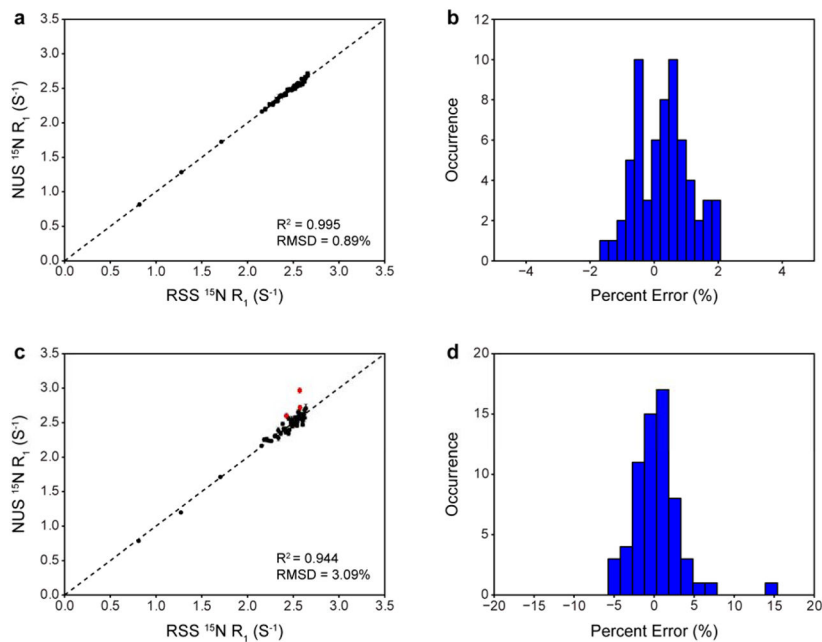 a
3.5
3.0
2.5
2.0
1.5
1.0
0.5
0.0
NUS ¹⁵N R₁ (S⁻¹)
0.0 0.5 1.0 1.5 2.0 2.5 3.0 3.5
RSS ¹⁵N R₁ (S⁻¹)
R² = 0.995
RMSD = 0.89%
b
12
10
8
6
4
2
0
Occurrence
−4 −2 0 2 4
Percent Error (%)
c
3.5
3.0
2.5
2.0
1.5
1.0
0.5
0.0
NUS ¹⁵N R₁ (S⁻¹)
0.0 0.5 1.0 1.5 2.0 2.5 3.0 3.5
RSS ¹⁵N R₁ (S⁻¹)
R² = 0.944
RMSD = 3.09%
d
20
15
10
5
0
Occurrence
−20 −15 −10 −5 0 5 10 15 20
Percent Error (%)